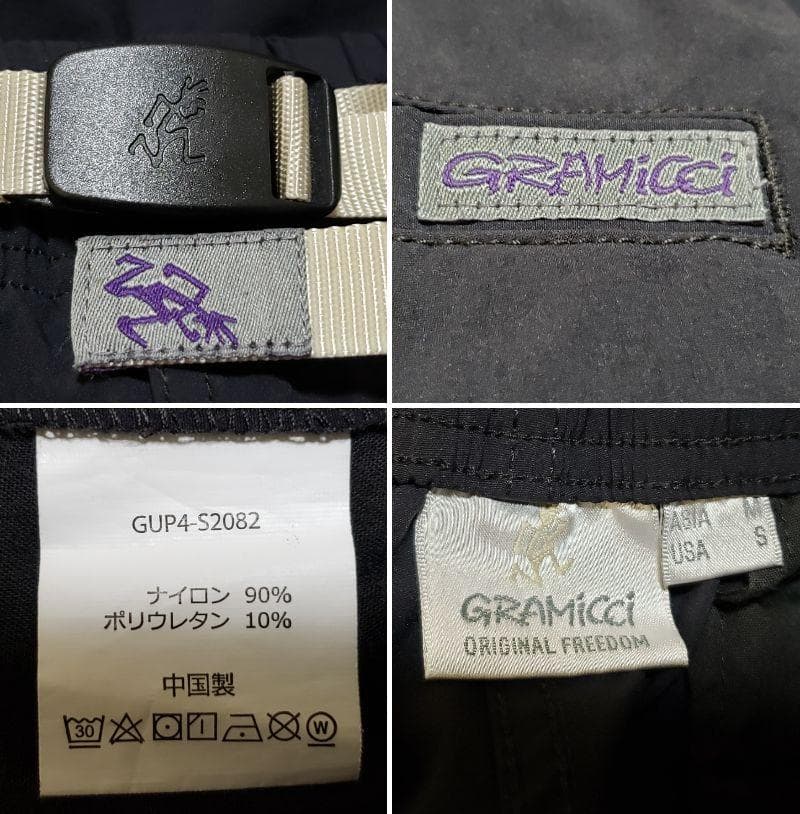 GRAMiCCi
GUP4-S2082
ナイロン 90%
ポリウレタン 10%
中国製
30
W
GRAMiCCi
ORIGINAL FREEDOM
ASIA M
USA S